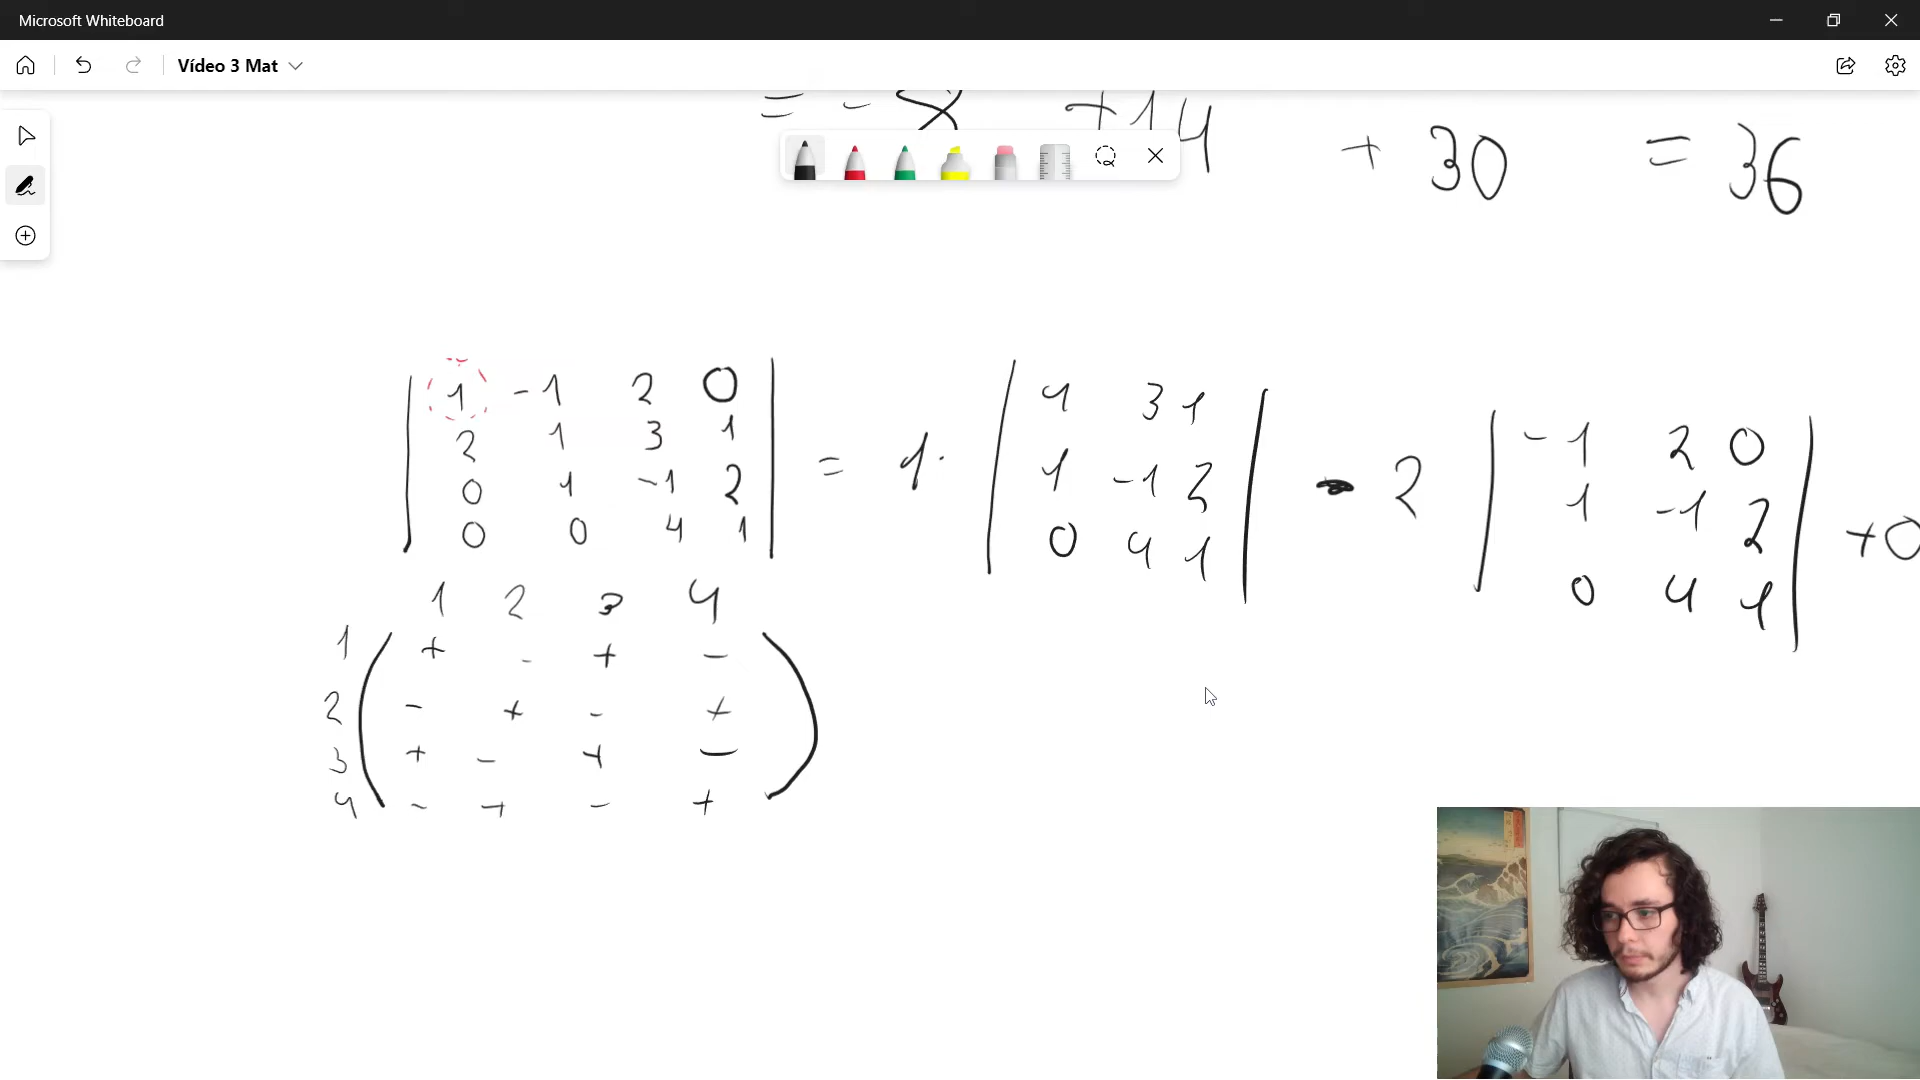 Microsoft Whiteboard
Vídeo 3 Mat
= - 8 +14 + 30 = 36
| 1 -1 2 0 |
| 2 1 3 1 |
| 0 1 -1 2 |
| 0 0 4 1 |
= 1 ·
| 1 3 1 |
| 1 -1 2 |
| 0 4 1 |
- 2
| -1 2 0 |
| 1 -1 2 |
| 0 4 1 |
+0
1 2 3 4
1 ( + - + - )
2 ( - + - + )
3 ( + - + - )
4 ( - + - + )